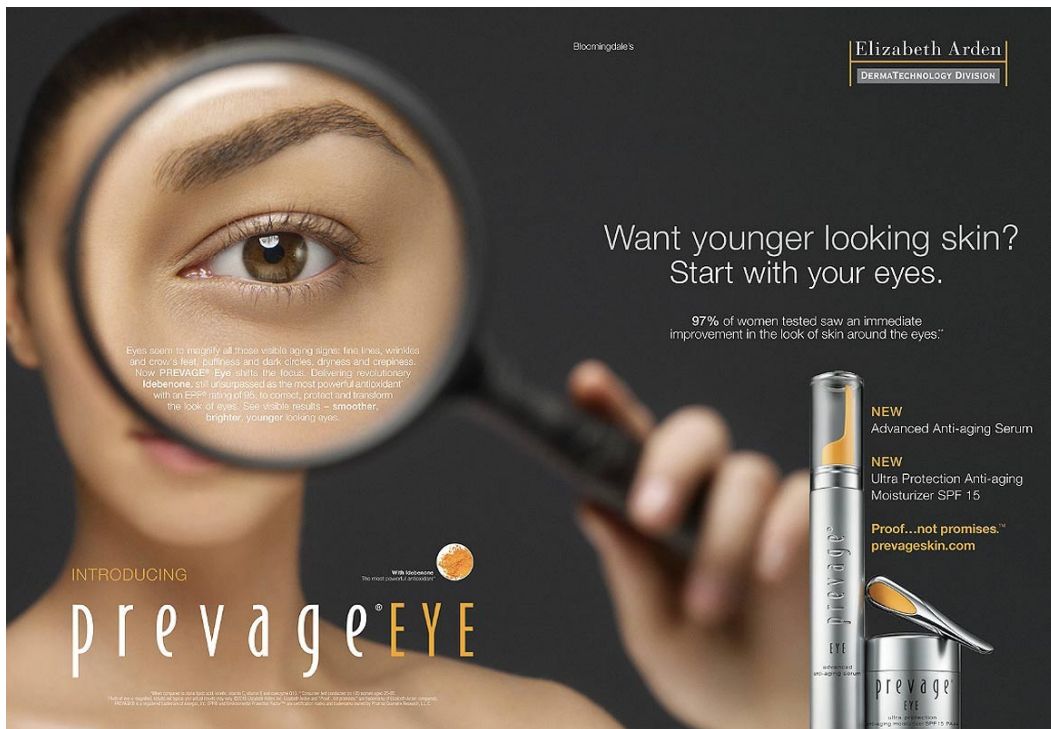 Bloomingdale's
Elizabeth Arden
DERMATECHNOLOGY DIVISION
Want younger looking skin?
Start with your eyes.
97% of women tested saw an immediate
improvement in the look of skin around the eyes.**
Eyes seem to magnify all those visible aging signs: fine lines, wrinkles
and crow's feet, puffiness and dark circles, dryness and crepiness.
Now PREVAGE® Eye shifts the focus. Delivering revolutionary
Idebenone, still unsurpassed as the most powerful antioxidant*
with an EPF® rating of 95, to correct, protect and transform
the look of eyes. See visible results – smoother,
brighter, younger looking eyes.
NEW
Advanced Anti-aging Serum
NEW
Ultra Protection Anti-aging
Moisturizer SPF 15
Proof...not promises.™
prevageskin.com
With Idebenone
The most powerful antioxidant*
INTRODUCING
prevage® EYE
prevage®
EYE
advanced
anti-aging serum
prevage®
EYE
ultra protection
anti-aging moisturizer SPF 15 PA++